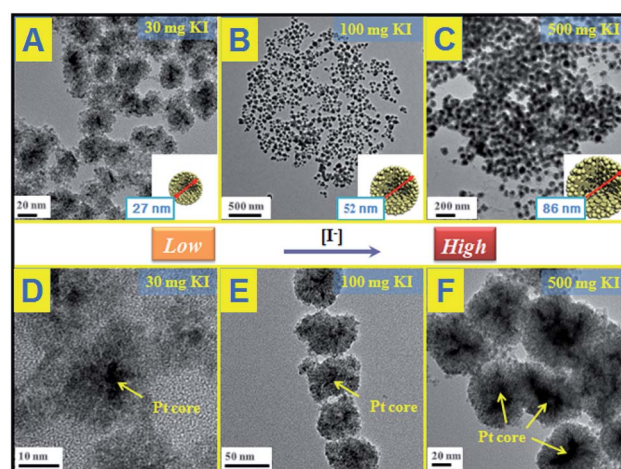 A
30 mg KI
27 nm
20 nm
B
100 mg KI
52 nm
500 nm
C
500 mg KI
86 nm
200 nm
Low
[I-]
High
D
30 mg KI
Pt core
10 nm
E
100 mg KI
Pt core
50 nm
F
500 mg KI
Pt core
20 nm